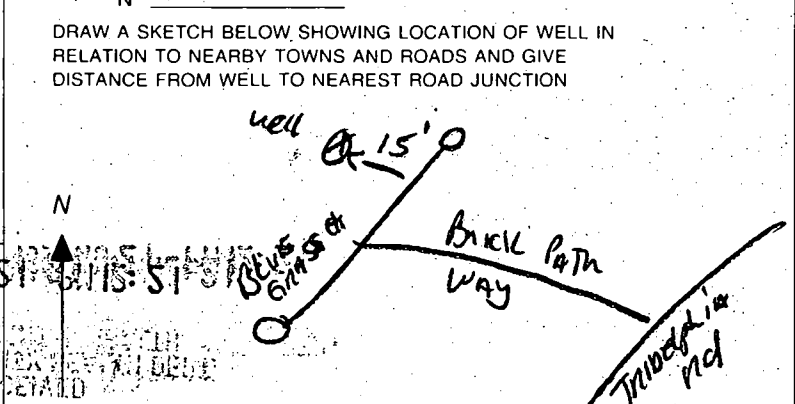 N
DRAW A SKETCH BELOW SHOWING LOCATION OF WELL IN
RELATION TO NEARBY TOWNS AND ROADS AND GIVE
DISTANCE FROM WELL TO NEAREST ROAD JUNCTION
well
15'
N
BLUE
GRASS Ct
Brick PATH
WAY
Triadelphia
Rd